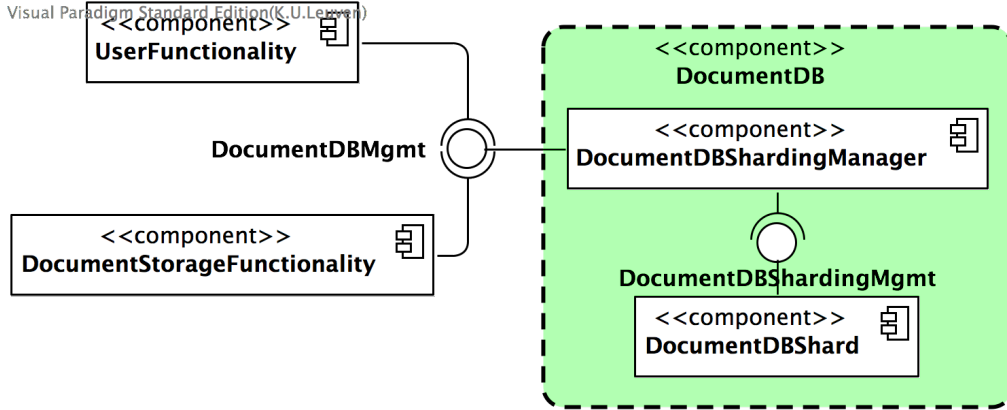 Visual Paradigm Standard Edition(K.U.Leuven)
<<component>>
UserFunctionality
<<component>>
DocumentDB
<<component>>
DocumentDBShardingManager
DocumentDBMgmt
<<component>>
DocumentStorageFunctionality
DocumentDBShardingMgmt
<<component>>
DocumentDBShard